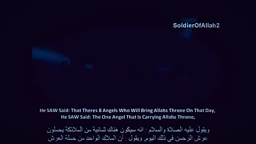 SoldierOfAllah2
He SAW Said: That Theres 8 Angels Who Will Bring Allahs Throne On That Day,
He SAW Said: The One Angel That Is Carrying Allahs Throne,
ويقول عليه الصلاة والسلام انه سيكون هناك ثمانية من الملائكة يحملون
عرش الرحمن في ذلك اليوم ويقول أن الملاك الواحد من حملة العرش